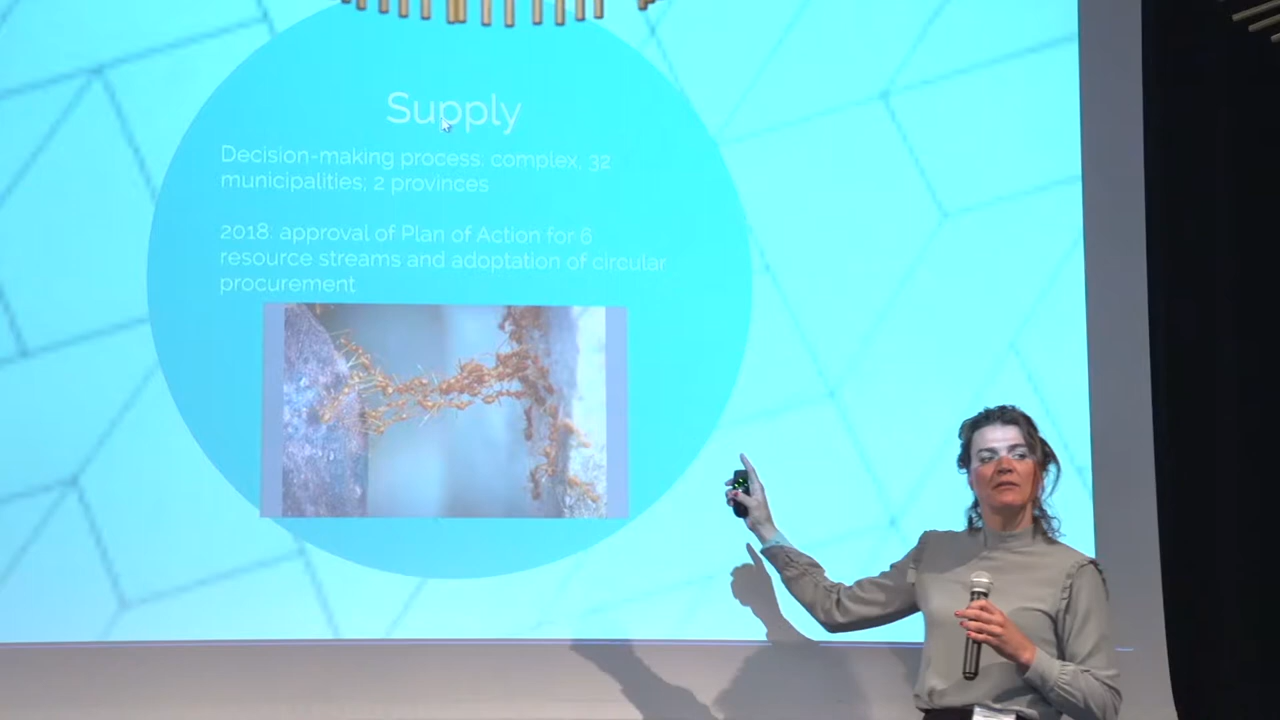 Supply
Decision-making process: complex, 32
municipalities; 2 provinces
2018: approval of Plan of Action for 6
resource streams and adoptation of circular
procurement